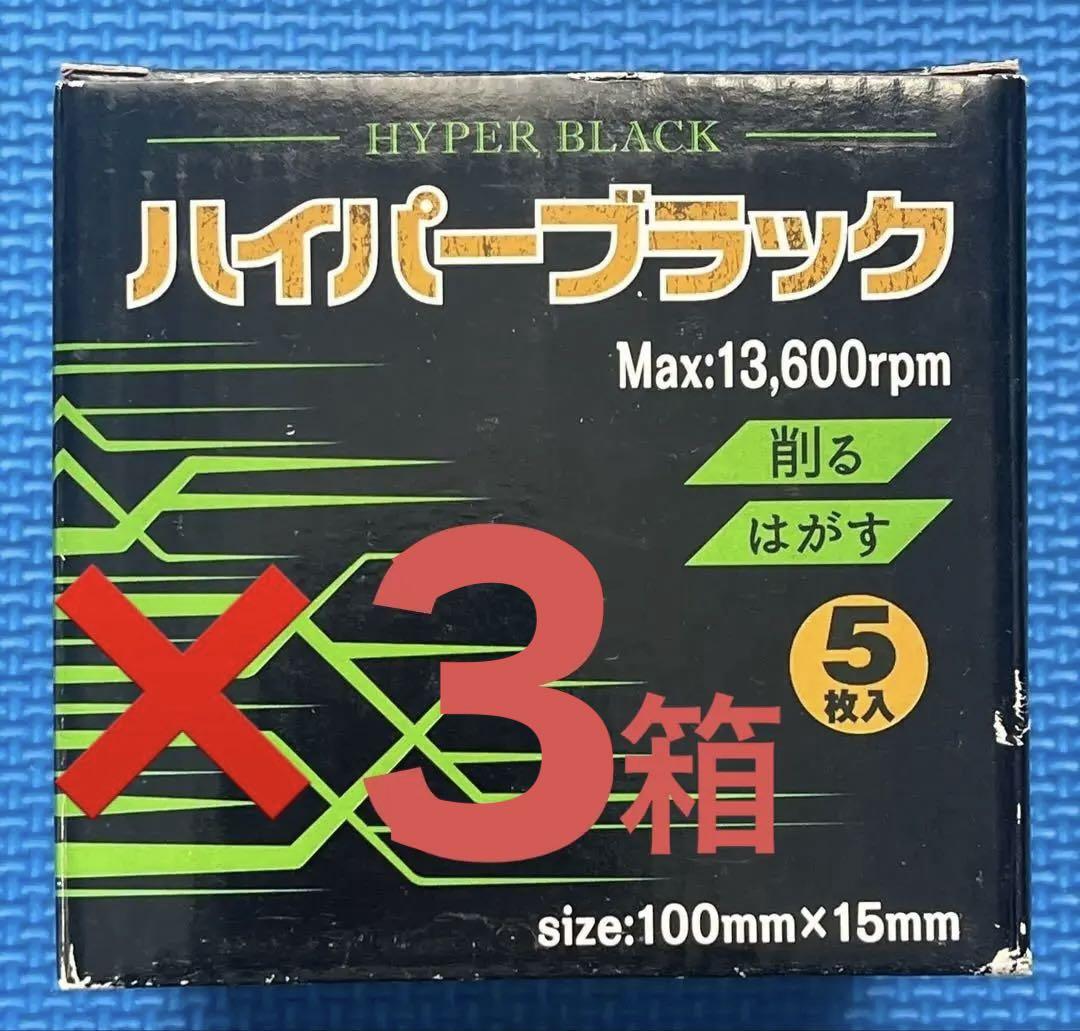 HYPER BLACK
ハイパーブラック
Max:13,600rpm
削る
はがす
5
枚入
×3箱
size:100mm×15mm